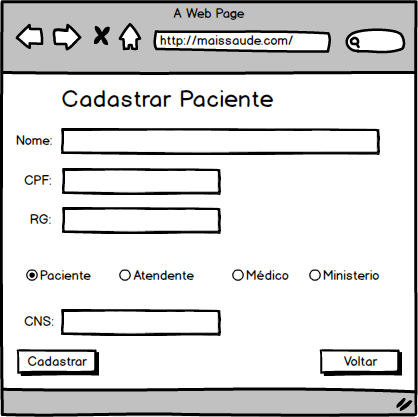 A Web Page
http://maissaude.com/
Cadastrar Paciente
Nome:
CPF:
RG:
Paciente Atendente Médico Ministerio
CNS:
Cadastrar Voltar